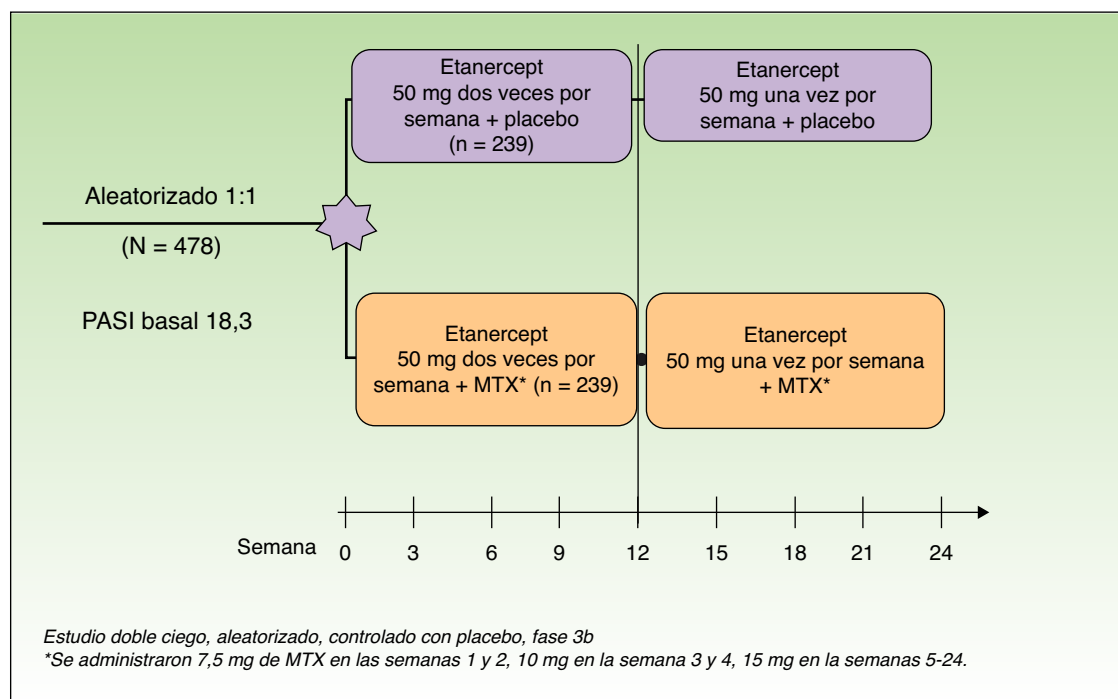 Etanercept
50 mg dos veces por
semana + placebo
(n = 239)
Etanercept
50 mg una vez por
semana + placebo
Aleatorizado 1:1
(N = 478)
PASI basal 18,3
Etanercept
50 mg dos veces por
semana + MTX* (n = 239)
Etanercept
50 mg una vez por semana
+ MTX*
Semana 0 3 6 9 12 15 18 21 24
Estudio doble ciego, aleatorizado, controlado con placebo, fase 3b
*Se administraron 7,5 mg de MTX en las semanas 1 y 2, 10 mg en la semana 3 y 4, 15 mg en la semanas 5-24.